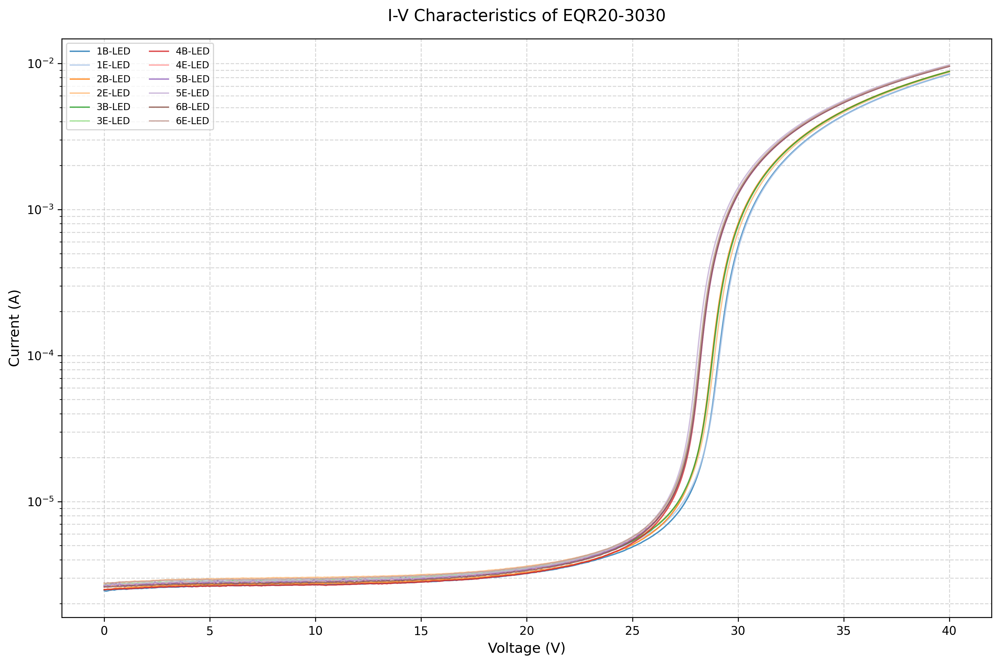 I-V Characteristics of EQR20-3030
1B-LED
1E-LED
2B-LED
2E-LED
3B-LED
3E-LED
4B-LED
4E-LED
5B-LED
5E-LED
6B-LED
6E-LED
Current (A)
10⁻²
10⁻³
10⁻⁴
10⁻⁵
0 5 10 15 20 25 30 35 40
Voltage (V)